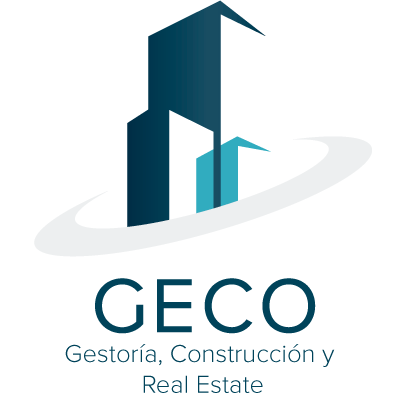 GECO
Gestoría, Construcción y
Real Estate